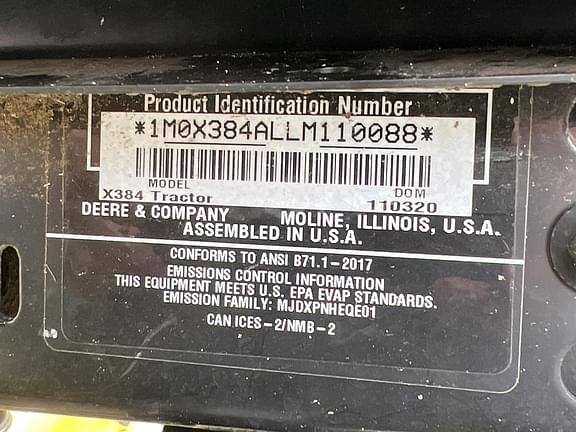 Product Identification Number
*1M0X384ALLM110088*
MODEL DOM
X384 Tractor 110320
DEERE & COMPANY MOLINE, ILLINOIS, U.S.A.
ASSEMBLED IN U.S.A.
CONFORMS TO ANSI B71.1-2017
EMISSIONS CONTROL INFORMATION
THIS EQUIPMENT MEETS U.S. EPA EVAP STANDARDS.
EMISSION FAMILY: MJDXPNHEQE01
CAN ICES-2/NMB-2